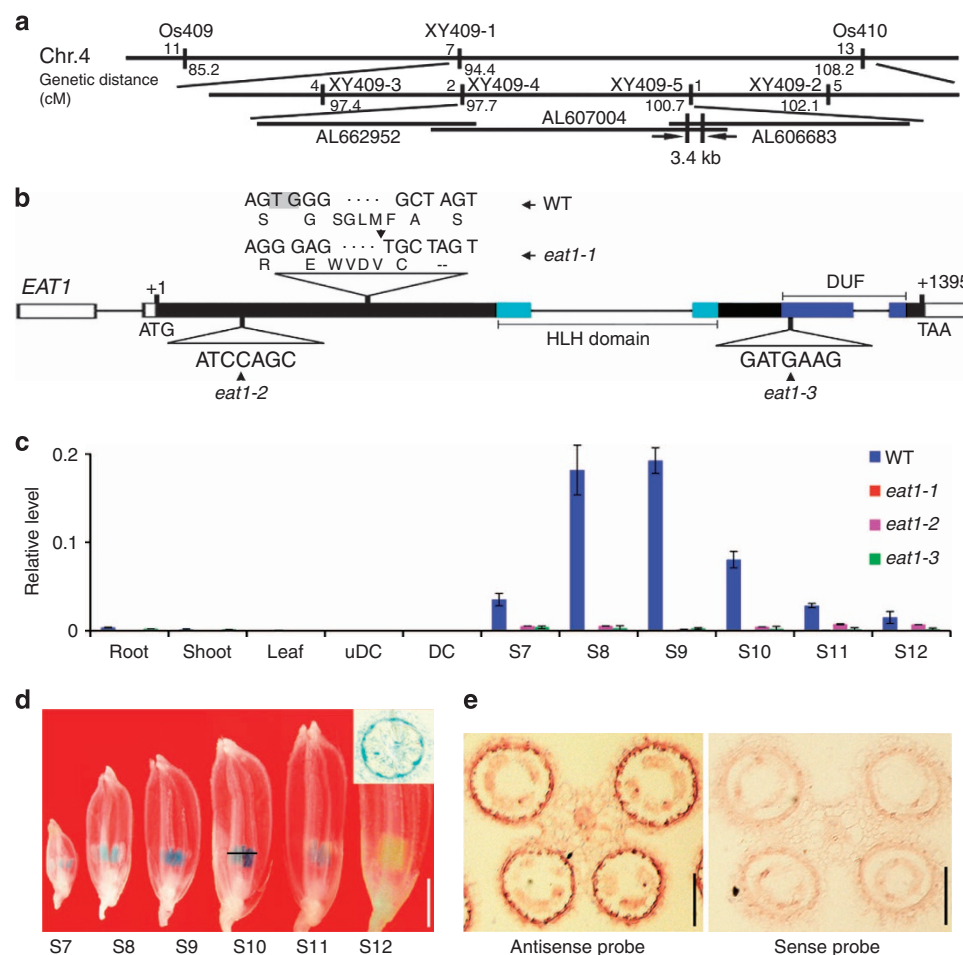 a
Os409 XY409-1 Os410
Chr.4 11 7 13
85.2 94.4 108.2
Genetic distance
(cM)
4 XY409-3 2 XY409-4 XY409-5 1 XY409-2 5
97.4 97.7 100.7 102.1
AL662952 AL607004 AL606683
3.4 kb
b
AGTGGG ···· GCT AGT WT
S G SGLMF A S
AGG GAG ···· TGC TAG T eat1-1
R E WVDV C --
EAT1 +1 DUF +1395
ATG HLH domain TAA
ATCCAGC GATGAAG
eat1-2 eat1-3
c
Relative level
0.2
0.1
0
WT
eat1-1
eat1-2
eat1-3
Root Shoot Leaf uDC DC S7 S8 S9 S10 S11 S12
d
S7 S8 S9 S10 S11 S12
e
Antisense probe Sense probe